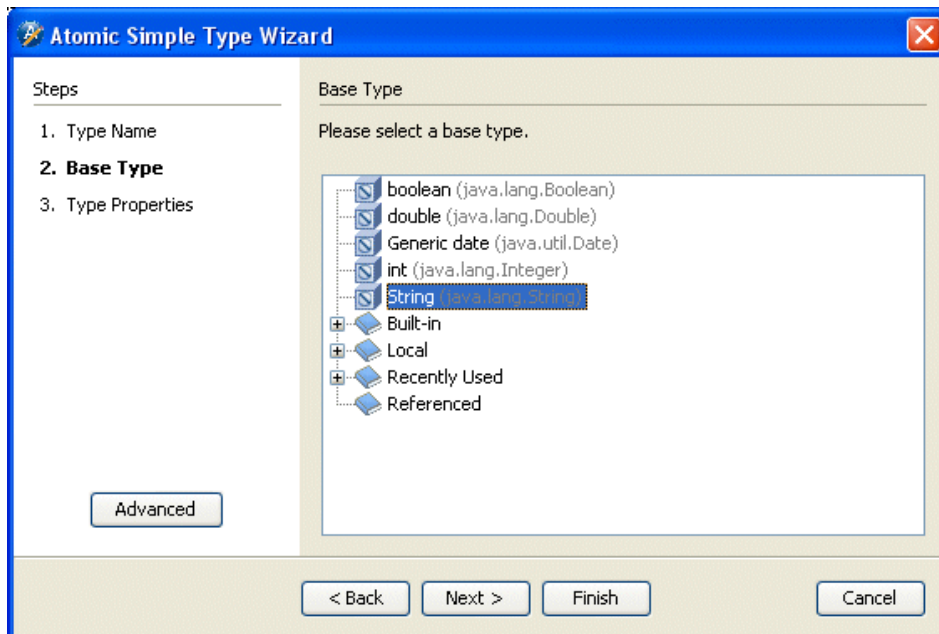 Atomic Simple Type Wizard
Steps
1. Type Name
2. Base Type
3. Type Properties
Advanced
Base Type
Please select a base type.
boolean (java.lang.Boolean)
double (java.lang.Double)
Generic date (java.util.Date)
int (java.lang.Integer)
String (java.lang.String)
Built-in
Local
Recently Used
Referenced
< Back Next > Finish Cancel